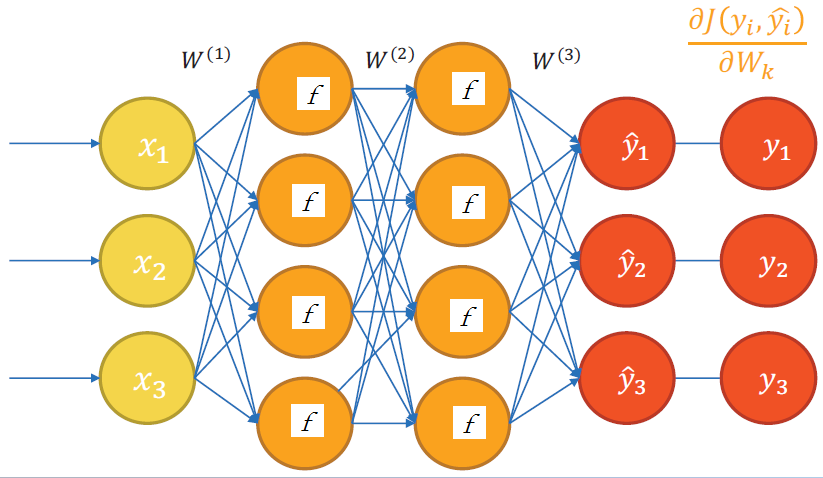 W⁽¹⁾ W⁽²⁾ W⁽³⁾
∂J(yᵢ, ŷᵢ)
∂Wₖ
f f
x₁ ŷ₁ y₁
f f
x₂ ŷ₂ y₂
f f
x₃ ŷ₃ y₃
f f